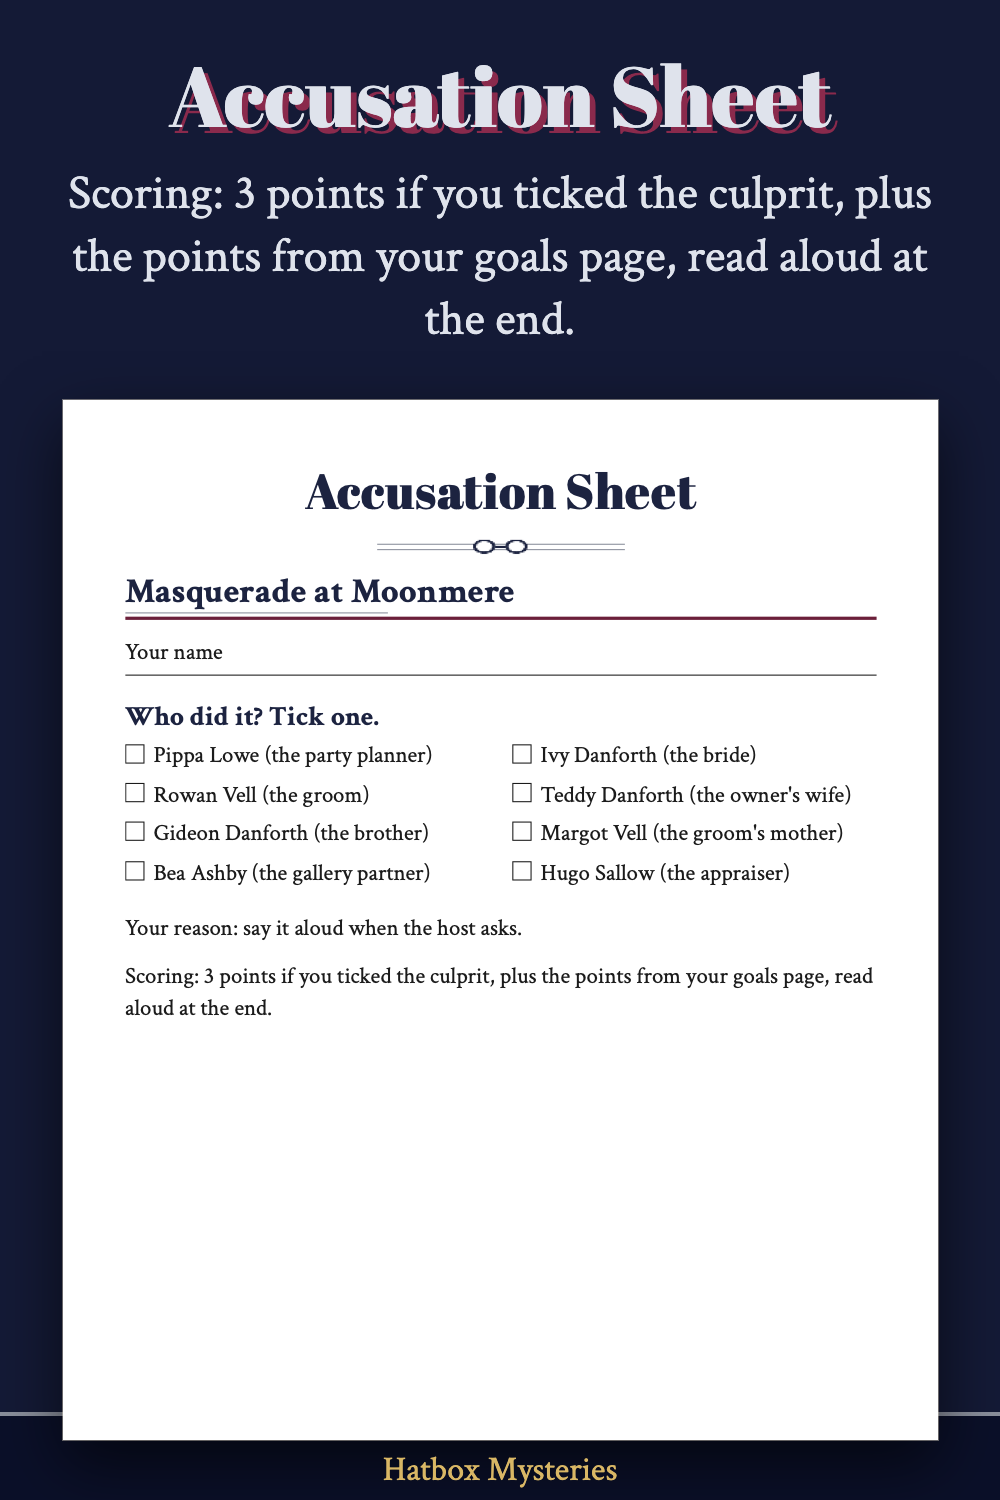 Accusation Sheet
Scoring: 3 points if you ticked the culprit, plus
the points from your goals page, read aloud at
the end.
Accusation Sheet
Masquerade at Moonmere
Your name
Who did it? Tick one.
Pippa Lowe (the party planner)
Ivy Danforth (the bride)
Rowan Vell (the groom)
Teddy Danforth (the owner's wife)
Gideon Danforth (the brother)
Margot Vell (the groom's mother)
Bea Ashby (the gallery partner)
Hugo Sallow (the appraiser)
Your reason: say it aloud when the host asks.
Scoring: 3 points if you ticked the culprit, plus the points from your goals page, read
aloud at the end.
Hatbox Mysteries